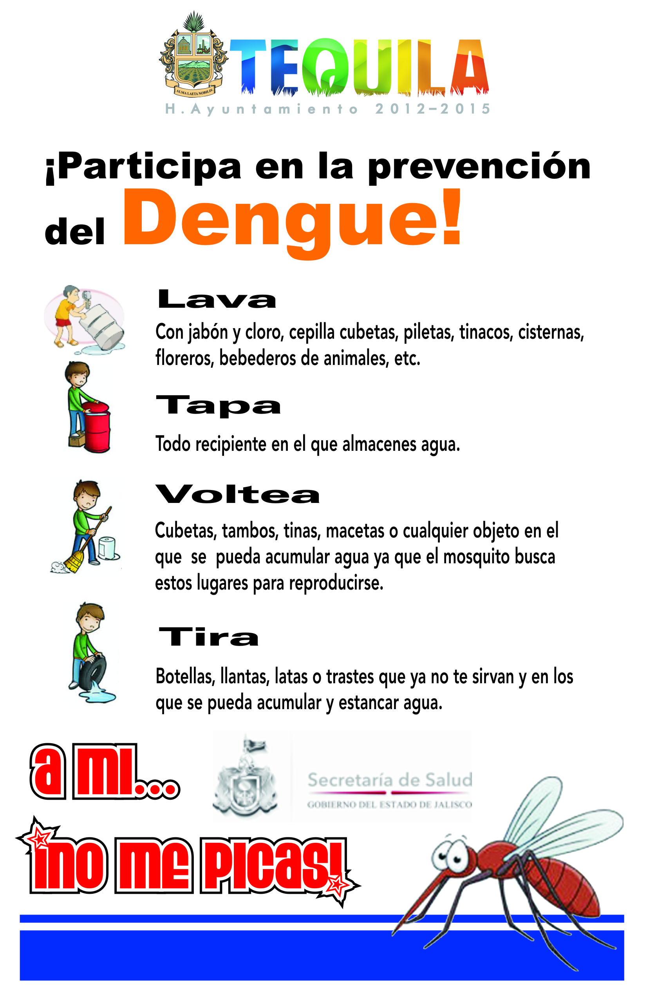 ALMA LAETA NOBILIS
TEQUILA
H. Ayuntamiento 2012-2015
¡Participa en la prevención
del Dengue!
Lava
Con jabón y cloro, cepilla cubetas, piletas, tinacos, cisternas,
floreros, bebederos de animales, etc.
Tapa
Todo recipiente en el que almacenes agua.
Voltea
Cubetas, tambos, tinas, macetas o cualquier objeto en el
que se pueda acumular agua ya que el mosquito busca
estos lugares para reproducirse.
Tira
Botellas, llantas, latas o trastes que ya no te sirvan y en los
que se pueda acumular y estancar agua.
a mi...
Secretaría de Salud
GOBIERNO DEL ESTADO DE JALISCO
¡no me picas!